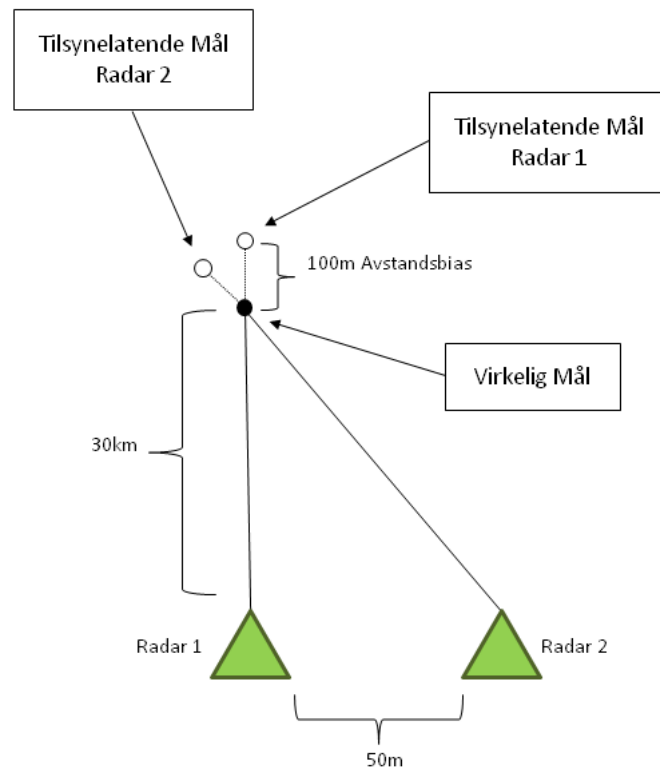 Tilsynelatende Mål
Radar 2
Tilsynelatende Mål
Radar 1
100m Avstandsbias
Virkelig Mål
30km
Radar 1
Radar 2
50m